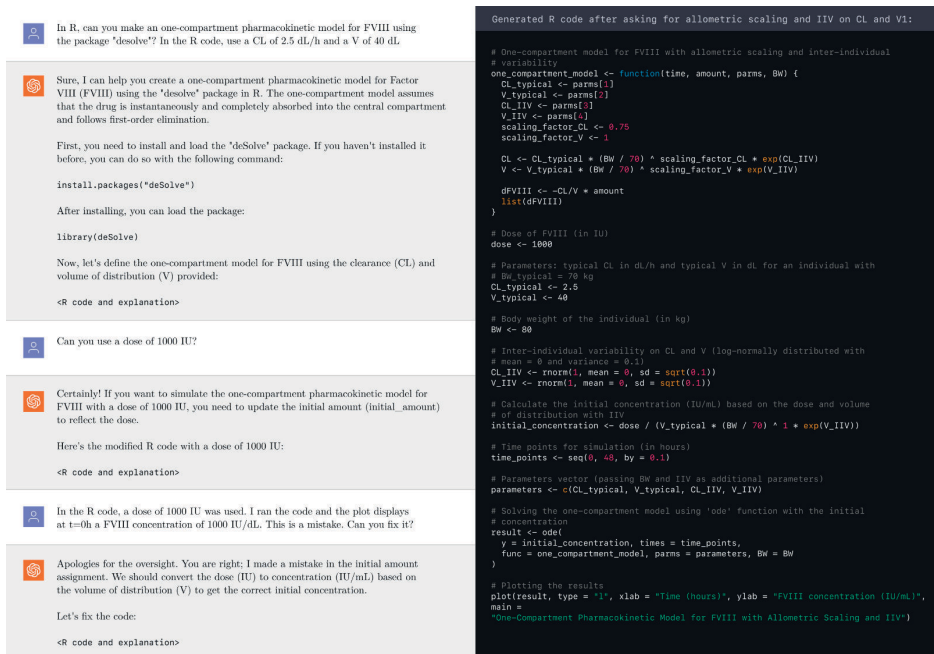 In R, can you make an one-compartment pharmacokinetic model for FVIII using
the package "desolve"? In the R code, use a CL of 2.5 dL/h and a V of 40 dL
Sure, I can help you create a one-compartment pharmacokinetic model for Factor
VIII (FVIII) using the "desolve" package in R. The one-compartment model assumes
that the drug is instantaneously and completely absorbed into the central compartment
and follows first-order elimination.
First, you need to install and load the "deSolve" package. If you haven't installed it
before, you can do so with the following command:
install.packages("deSolve")
After installing, you can load the package:
library(deSolve)
Now, let's define the one-compartment model for FVIII using the clearance (CL) and
volume of distribution (V) provided:
<R code and explanation>
Can you use a dose of 1000 IU?
Certainly! If you want to simulate the one-compartment pharmacokinetic model for
FVIII with a dose of 1000 IU, you need to update the initial amount (initial_amount)
to reflect the dose.
Here's the modified R code with a dose of 1000 IU:
<R code and explanation>
In the R code, a dose of 1000 IU was used. I ran the code and the plot displays
at t=0h a FVIII concentration of 1000 IU/dL. This is a mistake. Can you fix it?
Apologies for the oversight. You are right; I made a mistake in the initial amount
assignment. We should convert the dose (IU) to concentration (IU/mL) based on
the volume of distribution (V) to get the correct initial concentration.
Let's fix the code:
<R code and explanation>
Generated R code after asking for allometric scaling and IIV on CL and V1:
# One-compartment model for FVIII with allometric scaling and inter-individual
# variability
one_compartment_model <- function(time, amount, parms, BW) {
CL_typical <- parms[1]
V_typical <- parms[2]
CL_IIV <- parms[3]
V_IIV <- parms[4]
scaling_factor_CL <- 0.75
scaling_factor_V <- 1
CL <- CL_typical * (BW / 70) ^ scaling_factor_CL * exp(CL_IIV)
V <- V_typical * (BW / 70) ^ scaling_factor_V * exp(V_IIV)
dFVIII <- -CL/V * amount
list(dFVIII)
}
# Dose of FVIII (in IU)
dose <- 1000
# Parameters: typical CL in dL/h and typical V in dL for an individual with
# BW_typical = 70 kg
CL_typical <- 2.5
V_typical <- 40
# Body weight of the individual (in kg)
BW <- 80
# Inter-individual variability on CL and V (log-normally distributed with
# mean = 0 and variance = 0.1)
CL_IIV <- rnorm(1, mean = 0, sd = sqrt(0.1))
V_IIV <- rnorm(1, mean = 0, sd = sqrt(0.1))
# Calculate the initial concentration (IU/mL) based on the dose and volume
# of distribution with IIV
initial_concentration <- dose / (V_typical * (BW / 70) ^ 1 * exp(V_IIV))
# Time points for simulation (in hours)
time_points <- seq(0, 48, by = 0.1)
# Parameters vector (passing BW and IIV as additional parameters)
parameters <- c(CL_typical, V_typical, CL_IIV, V_IIV)
# Solving the one-compartment model using 'ode' function with the initial
# concentration
result <- ode(
y = initial_concentration, times = time_points,
func = one_compartment_model, parms = parameters, BW = BW
)
# Plotting the results
plot(result, type = "l", xlab = "Time (hours)", ylab = "FVIII concentration (IU/mL)",
main =
"One-Compartment Pharmacokinetic Model for FVIII with Allometric Scaling and IIV")